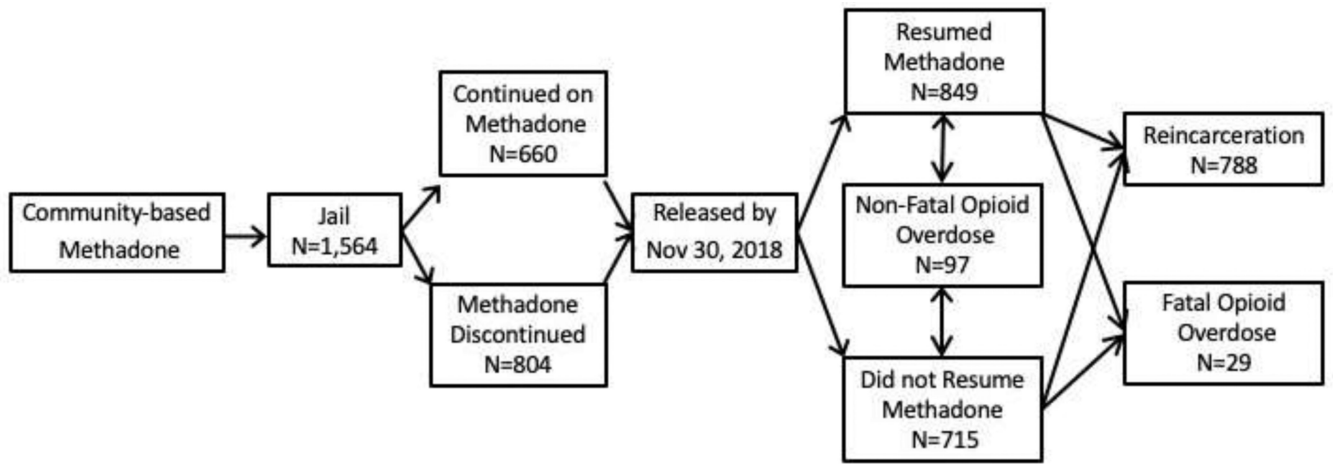 Community-based
Methadone
Jail
N=1,564
Continued on
Methadone
N=660
Methadone
Discontinued
N=804
Released by
Nov 30, 2018
Resumed
Methadone
N=849
Non-Fatal Opioid
Overdose
N=97
Did not Resume
Methadone
N=715
Reincarceration
N=788
Fatal Opioid
Overdose
N=29